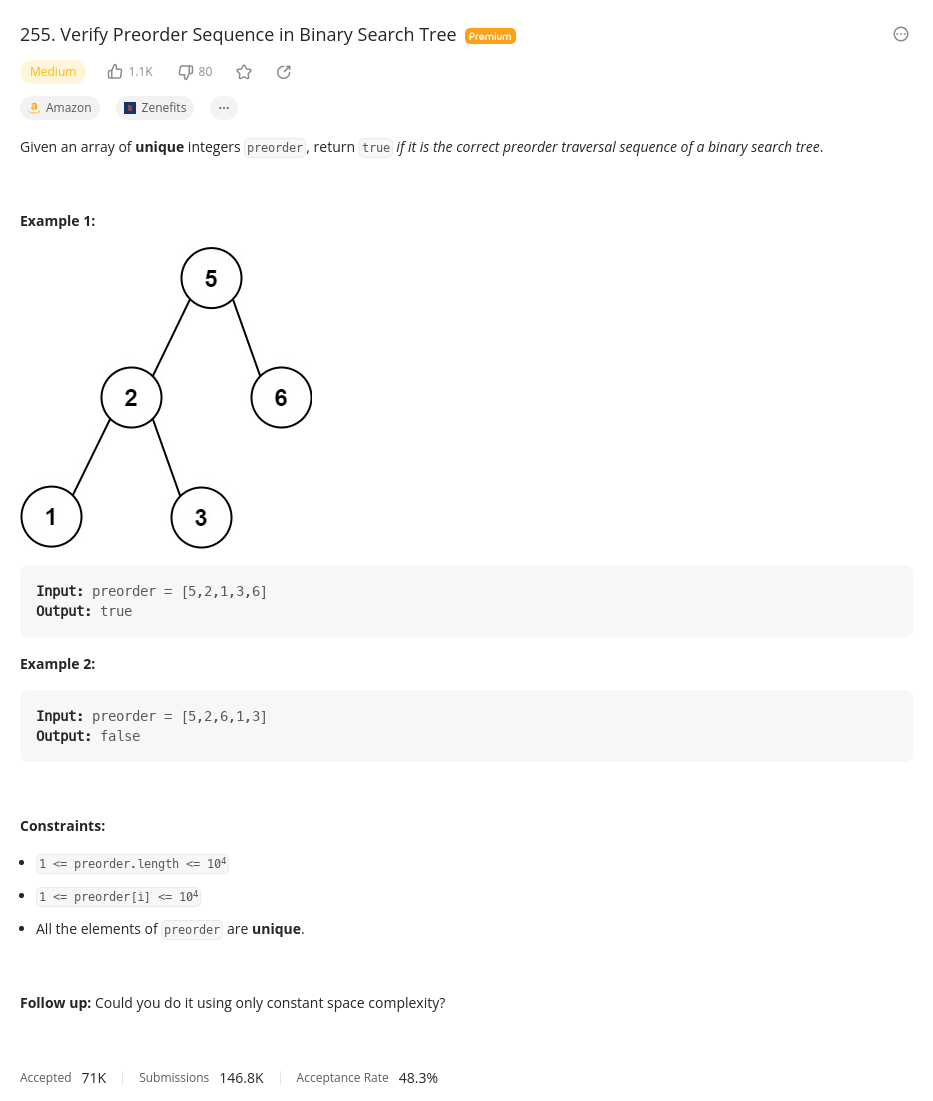 255. Verify Preorder Sequence in Binary Search Tree Premium
Medium 1.1K 80
Amazon Zenefits ...
Given an array of unique integers preorder, return true if it is the correct preorder traversal sequence of a binary search tree.
Example 1:
5
2 6
1 3
Input: preorder = [5,2,1,3,6]
Output: true
Example 2:
Input: preorder = [5,2,6,1,3]
Output: false
Constraints:
• 1 <= preorder.length <= 10⁴
• 1 <= preorder[i] <= 10⁴
• All the elements of preorder are unique.
Follow up: Could you do it using only constant space complexity?
Accepted 71K Submissions 146.8K Acceptance Rate 48.3%